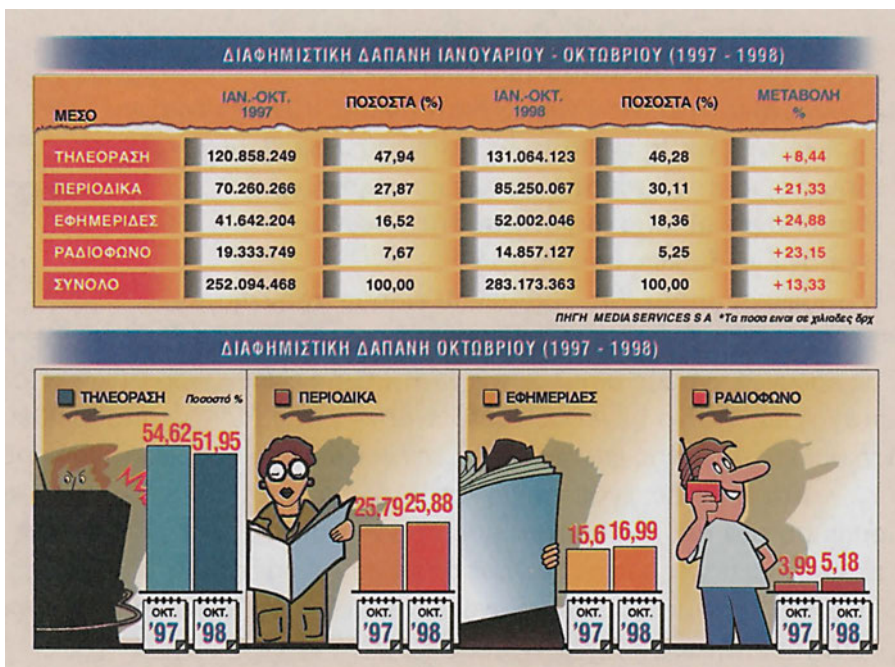 ΔΙΑΦΗΜΙΣΤΙΚΗ ΔΑΠΑΝΗ ΙΑΝΟΥΑΡΙΟΥ - ΟΚΤΩΒΡΙΟΥ (1997 - 1998)
ΜΕΣΟ ΙΑΝ.-ΟΚΤ. 1997 ΠΟΣΟΣΤΑ (%) ΙΑΝ.-ΟΚΤ. 1998 ΠΟΣΟΣΤΑ (%) ΜΕΤΑΒΟΛΗ %
ΤΗΛΕΟΡΑΣΗ 120.858.249 47,94 131.064.123 46,28 +8,44
ΠΕΡΙΟΔΙΚΑ 70.260.266 27,87 85.250.067 30,11 +21,33
ΕΦΗΜΕΡΙΔΕΣ 41.642.204 16,52 52.002.046 18,36 +24,88
ΡΑΔΙΟΦΩΝΟ 19.333.749 7,67 14.857.127 5,25 +23,15
ΣΥΝΟΛΟ 252.094.468 100,00 283.173.363 100,00 +13,33
ΠΗΓΗ MEDIA SERVICES S A *Τα ποσα ειναι σε χιλιαδες δρχ
ΔΙΑΦΗΜΙΣΤΙΚΗ ΔΑΠΑΝΗ ΟΚΤΩΒΡΙΟΥ (1997 - 1998)
ΤΗΛΕΟΡΑΣΗ Ποσοστό %
54,62 51,95
ΟΚΤ. '97 ΟΚΤ. '98
ΠΕΡΙΟΔΙΚΑ
25,79 25,88
ΟΚΤ. '97 ΟΚΤ. '98
ΕΦΗΜΕΡΙΔΕΣ
15,6 16,99
ΟΚΤ. '97 ΟΚΤ. '98
ΡΑΔΙΟΦΩΝΟ
3,99 5,18
ΟΚΤ. '97 ΟΚΤ. '98